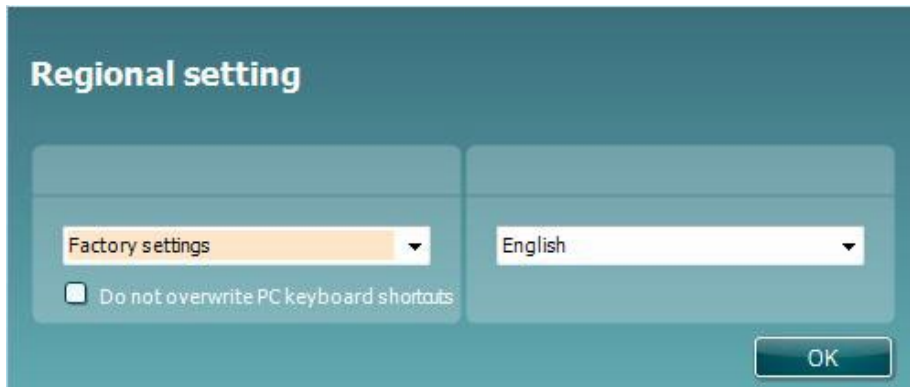 Regional setting
Factory settings
English
Do not overwrite PC keyboard shortcuts
OK